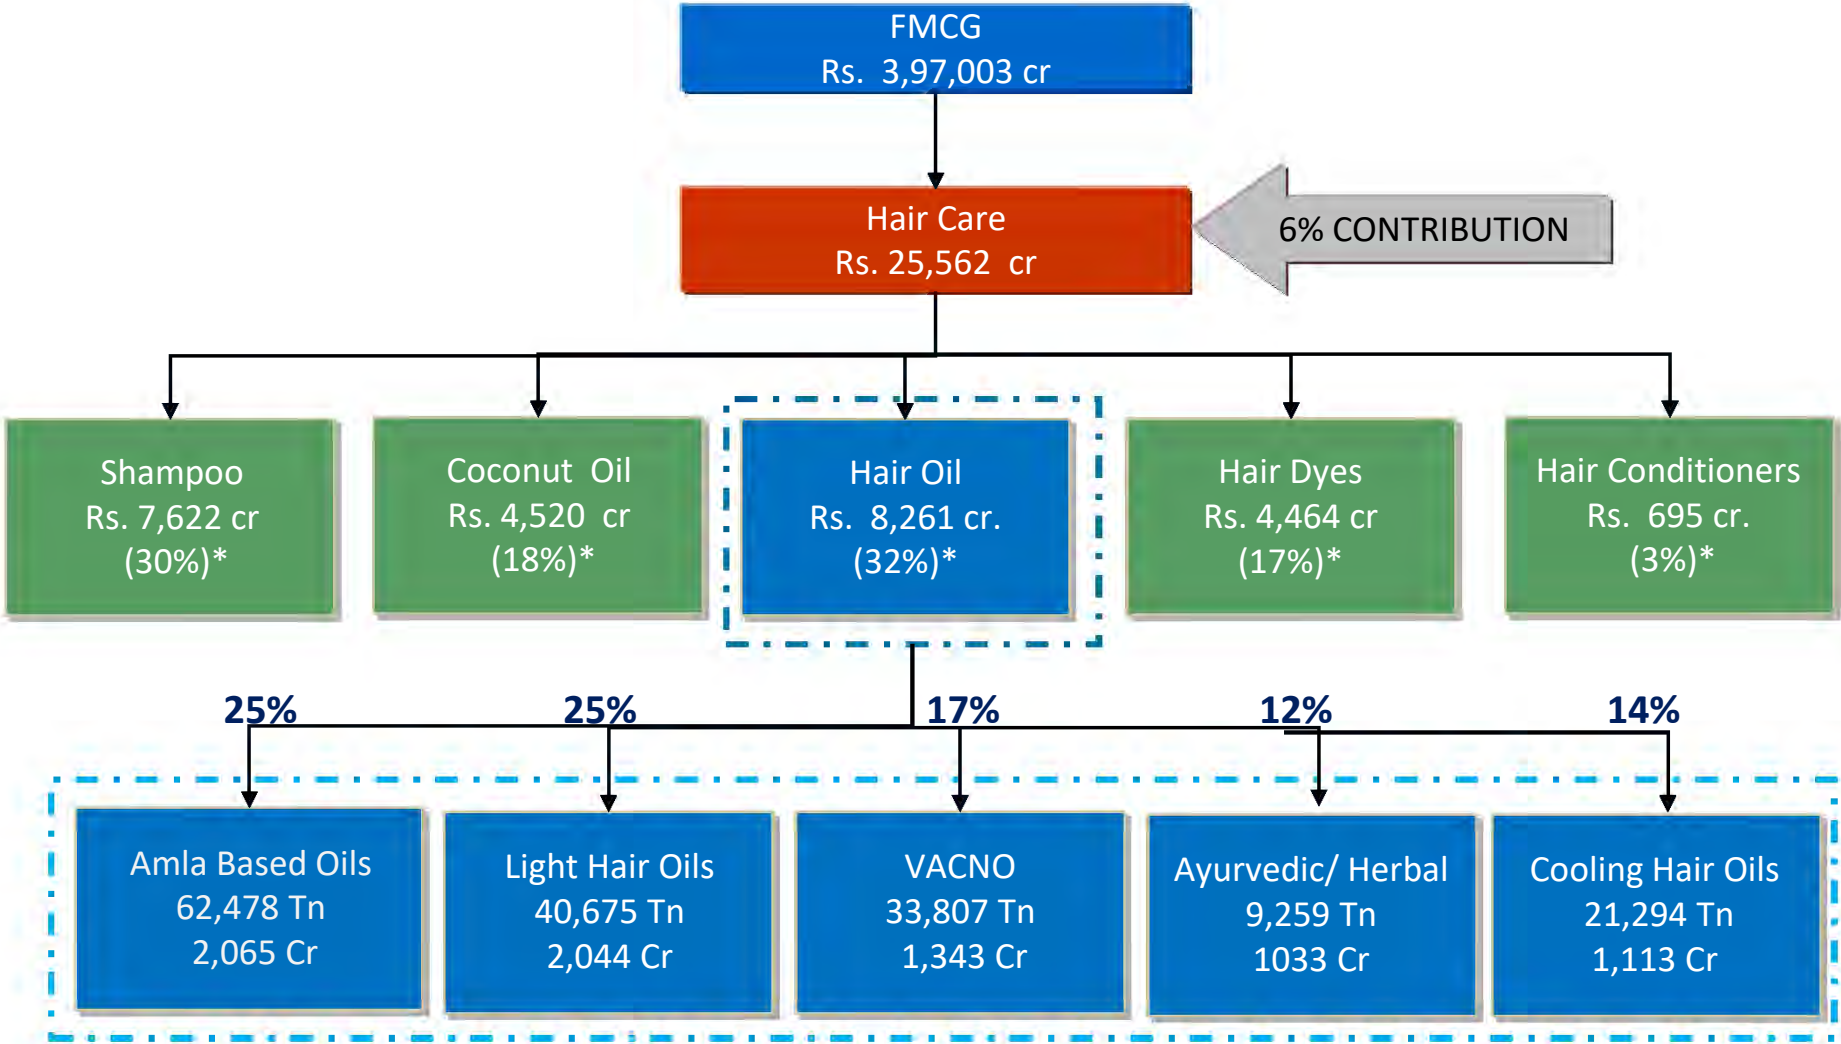 FMCG
Rs. 3,97,003 cr
Hair Care
Rs. 25,562 cr
6% CONTRIBUTION
Shampoo
Rs. 7,622 cr
(30%)*
Coconut Oil
Rs. 4,520 cr
(18%)*
Hair Oil
Rs. 8,261 cr.
(32%)*
Hair Dyes
Rs. 4,464 cr
(17%)*
Hair Conditioners
Rs. 695 cr.
(3%)*
25%
25%
17%
12%
14%
Amla Based Oils
62,478 Tn
2,065 Cr
Light Hair Oils
40,675 Tn
2,044 Cr
VACNO
33,807 Tn
1,343 Cr
Ayurvedic/ Herbal
9,259 Tn
1033 Cr
Cooling Hair Oils
21,294 Tn
1,113 Cr